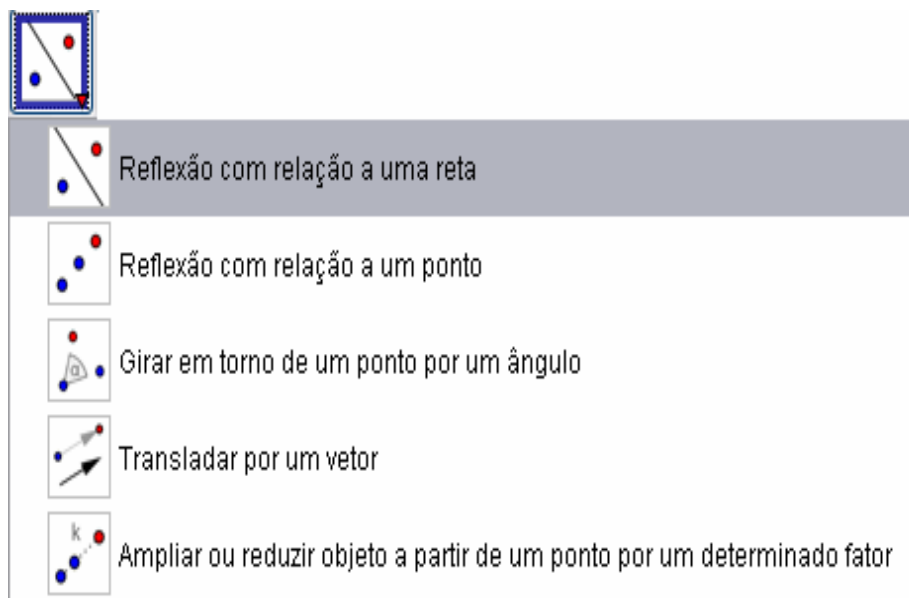 Reflexão com relação a uma reta
Reflexão com relação a um ponto
α
Girar em torno de um ponto por um ângulo
Transladar por um vetor
k
Ampliar ou reduzir objeto a partir de um ponto por um determinado fator